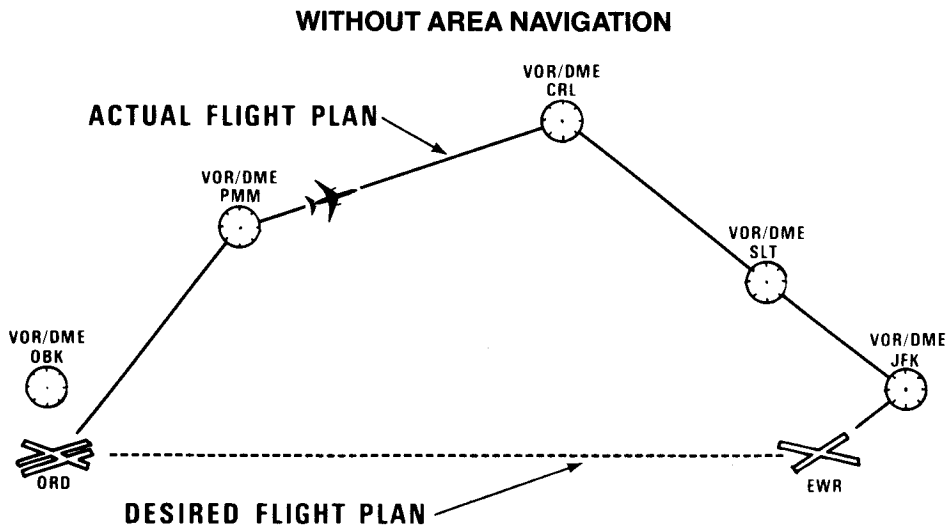 WITHOUT AREA NAVIGATION
VOR/DME
CRL
ACTUAL FLIGHT PLAN
VOR/DME
PMM
VOR/DME
SLT
VOR/DME
OBK
VOR/DME
JFK
ORD
EWR
DESIRED FLIGHT PLAN